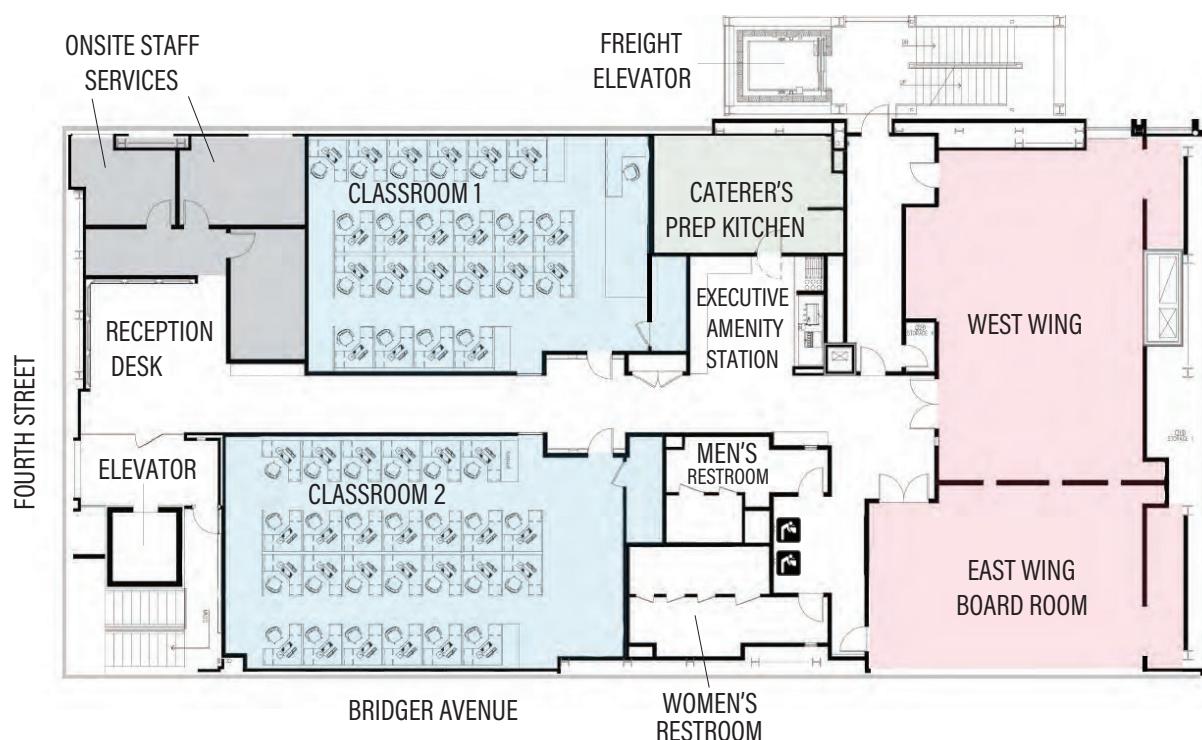 ONSITE STAFF
SERVICES
FREIGHT
ELEVATOR
CLASSROOM 1
CATERER'S
PREP KITCHEN
EXECUTIVE
AMENITY
STATION
WEST WING
RECEPTION
DESK
FOURTH STREET
ELEVATOR
CLASSROOM 2
MEN'S
RESTROOM
EAST WING
BOARD ROOM
BRIDGER AVENUE
WOMEN'S
RESTROOM